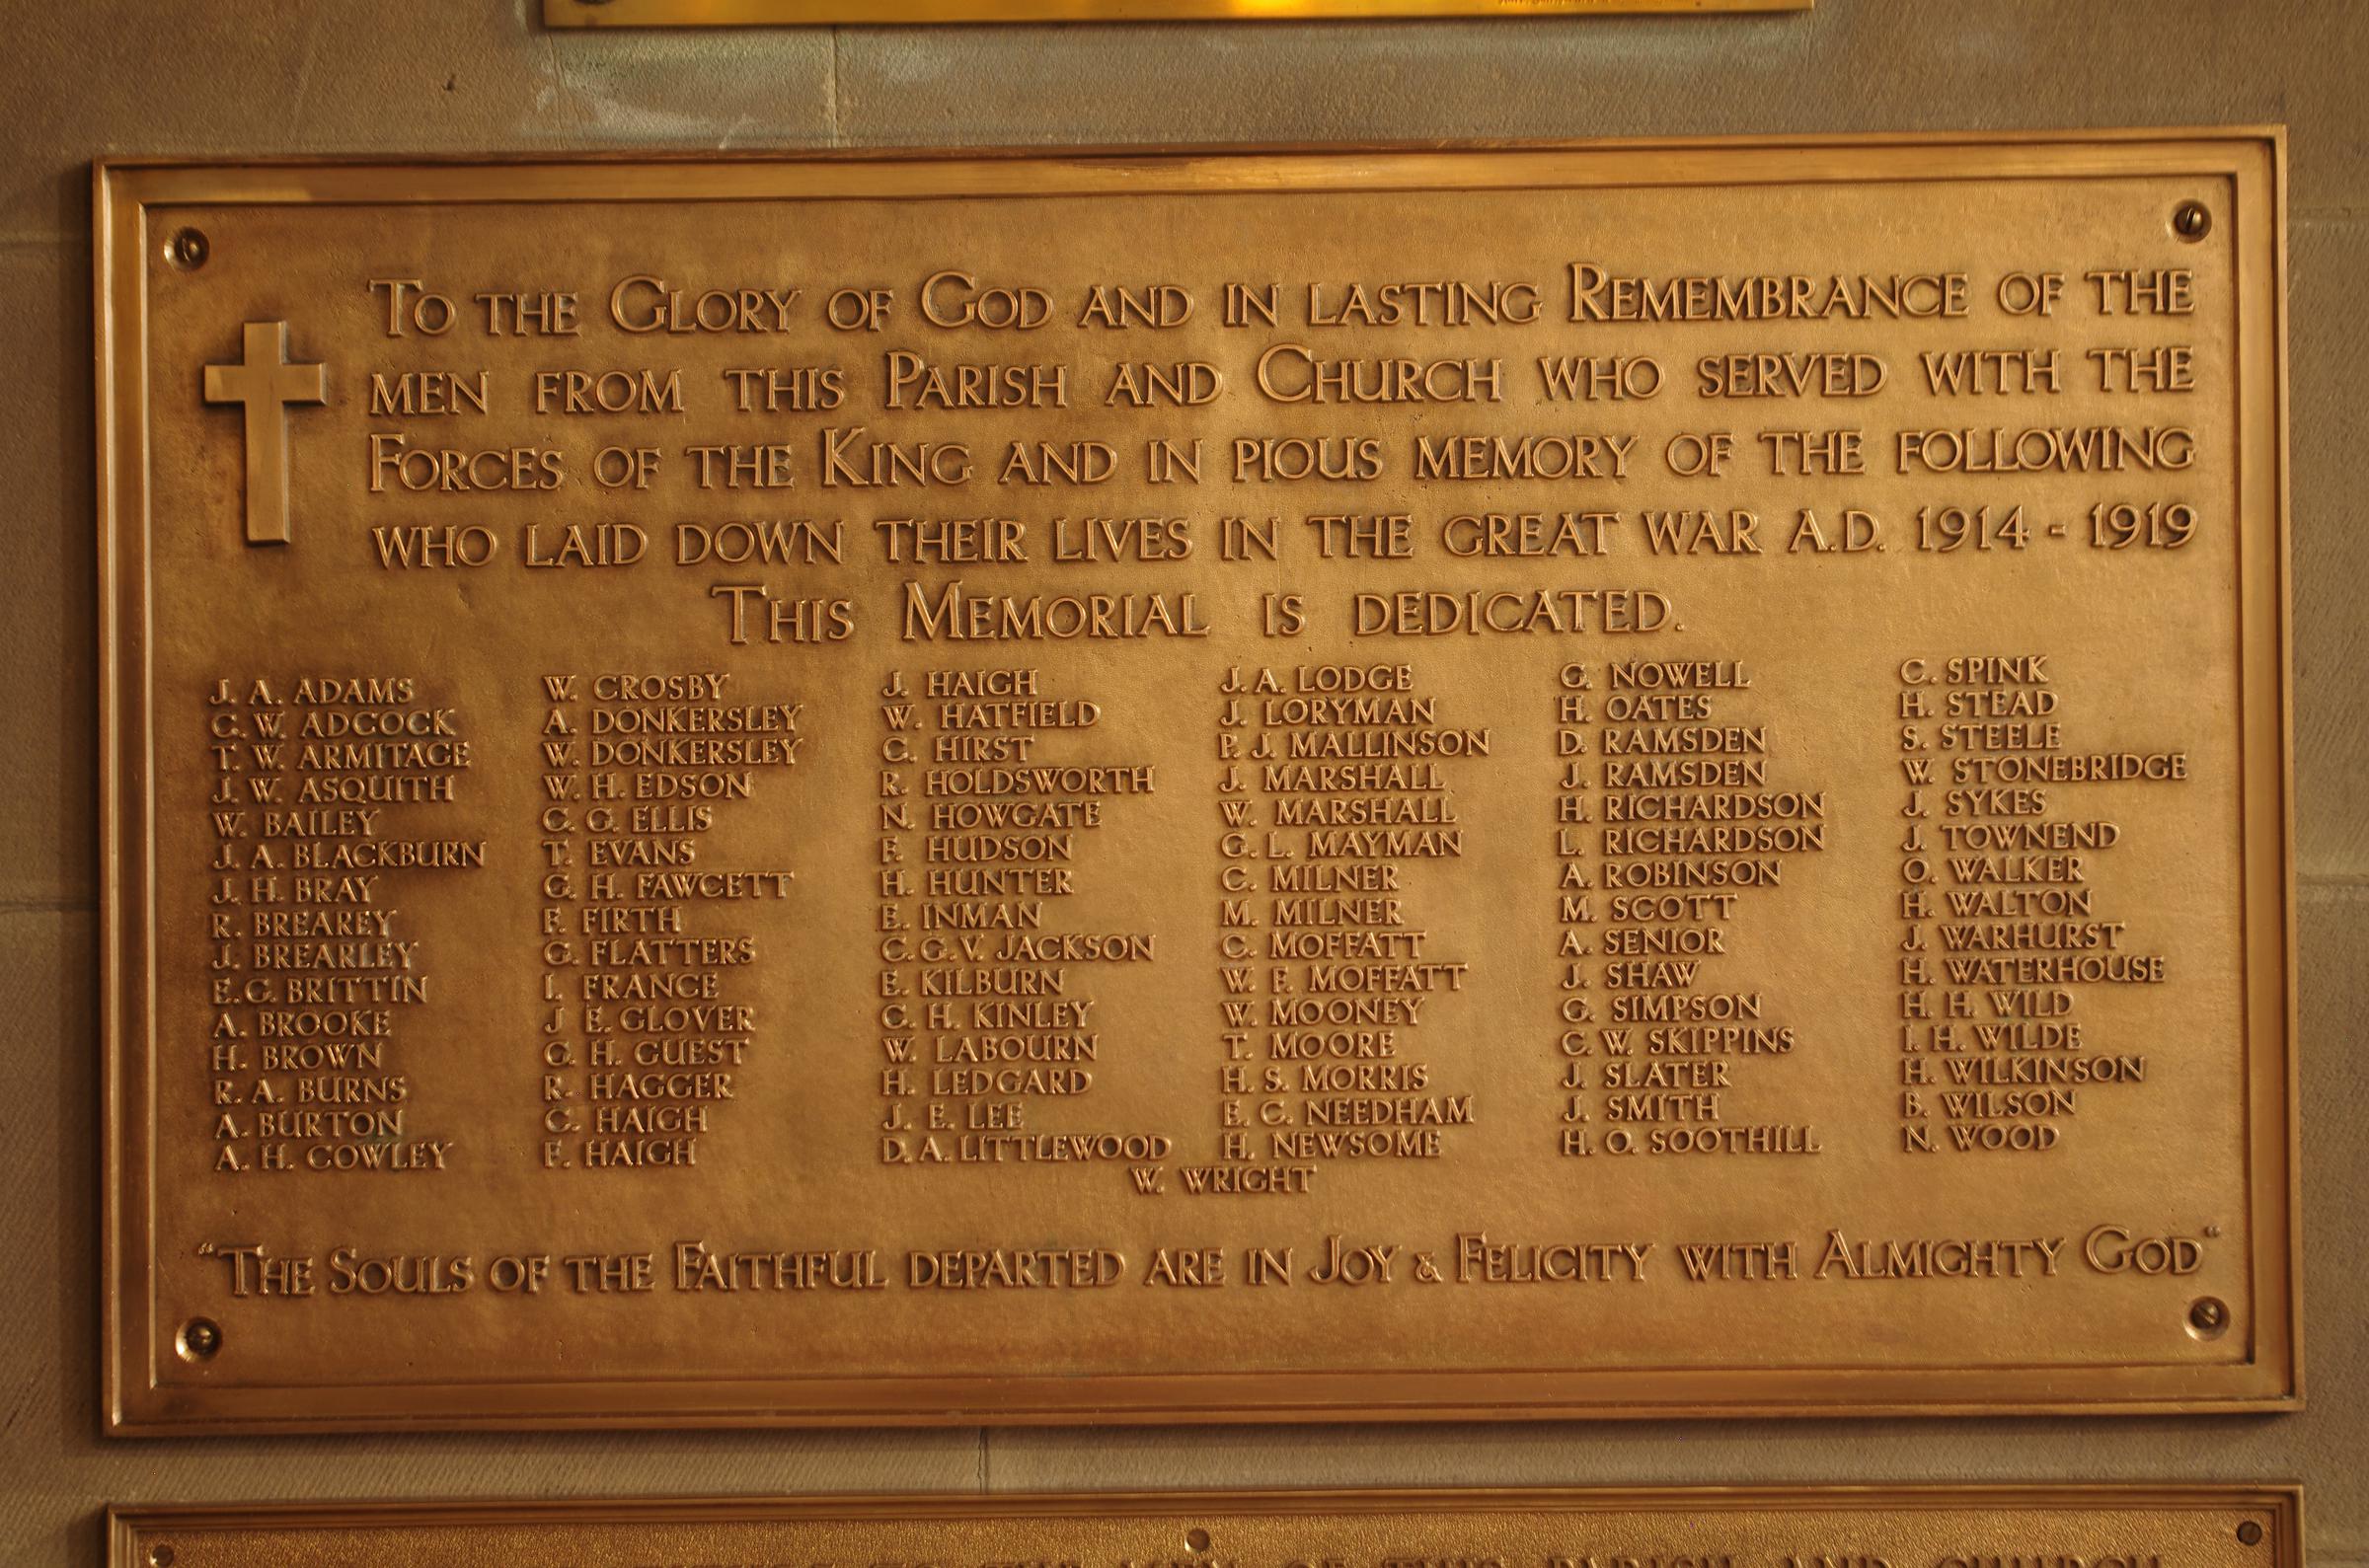 TO THE GLORY OF GOD AND IN LASTING REMEMBRANCE OF THE
MEN FROM THIS PARISH AND CHURCH WHO SERVED WITH THE
FORCES OF THE KING AND IN PIOUS MEMORY OF THE FOLLOWING
WHO LAID DOWN THEIR LIVES IN THE GREAT WAR A.D. 1914 - 1919
THIS MEMORIAL IS DEDICATED.
J. A. ADAMS
C. W. ADCOCK
T. W. ARMITAGE
J. W. ASQUITH
W. BAILEY
J. A. BLACKBURN
J. H. BRAY
R. BREAREY
J. BREARLEY
E. G. BRITTIN
A. BROOKE
H. BROWN
R. A. BURNS
A. BURTON
A. H. COWLEY
W. CROSBY
A. DONKERSLEY
W. DONKERSLEY
W. H. EDSON
C. G. ELLIS
T. EVANS
G. H. FAWCETT
F. FIRTH
G. FLATTERS
I. FRANCE
J E. GLOVER
G. H. GUEST
R. HAGGER
C. HAIGH
F. HAIGH
J. HAIGH
W. HATFIELD
C. HIRST
R. HOLDSWORTH
N. HOWGATE
F. HUDSON
H. HUNTER
E. INMAN
C. G. V. JACKSON
E. KILBURN
C. H. KINLEY
W. LABOURN
H. LEDGARD
J. E. LEE
D. A. LITTLEWOOD
J. A. LODGE
J. LORYMAN
P. J. MALLINSON
J. MARSHALL
W. MARSHALL
G. L. MAYMAN
C. MILNER
M. MILNER
C. MOFFATT
W. F. MOFFATT
W. MOONEY
T. MOORE
H. S. MORRIS
E. C. NEEDHAM
H. NEWSOME
G. NOWELL
H. OATES
D. RAMSDEN
J. RAMSDEN
H. RICHARDSON
L. RICHARDSON
A. ROBINSON
M. SCOTT
A. SENIOR
J. SHAW
G. SIMPSON
C. W. SKIPPINS
J. SLATER
J. SMITH
H. O. SOOTHILL
C. SPINK
H. STEAD
S. STEELE
W. STONEBRIDGE
J. SYKES
J. TOWNEND
O. WALKER
H. WALTON
J. WARHURST
H. WATERHOUSE
H. H. WILD
I. H. WILDE
H. WILKINSON
B. WILSON
N. WOOD
W. WRIGHT
"THE SOULS OF THE FAITHFUL DEPARTED ARE IN JOY & FELICITY WITH ALMIGHTY GOD"